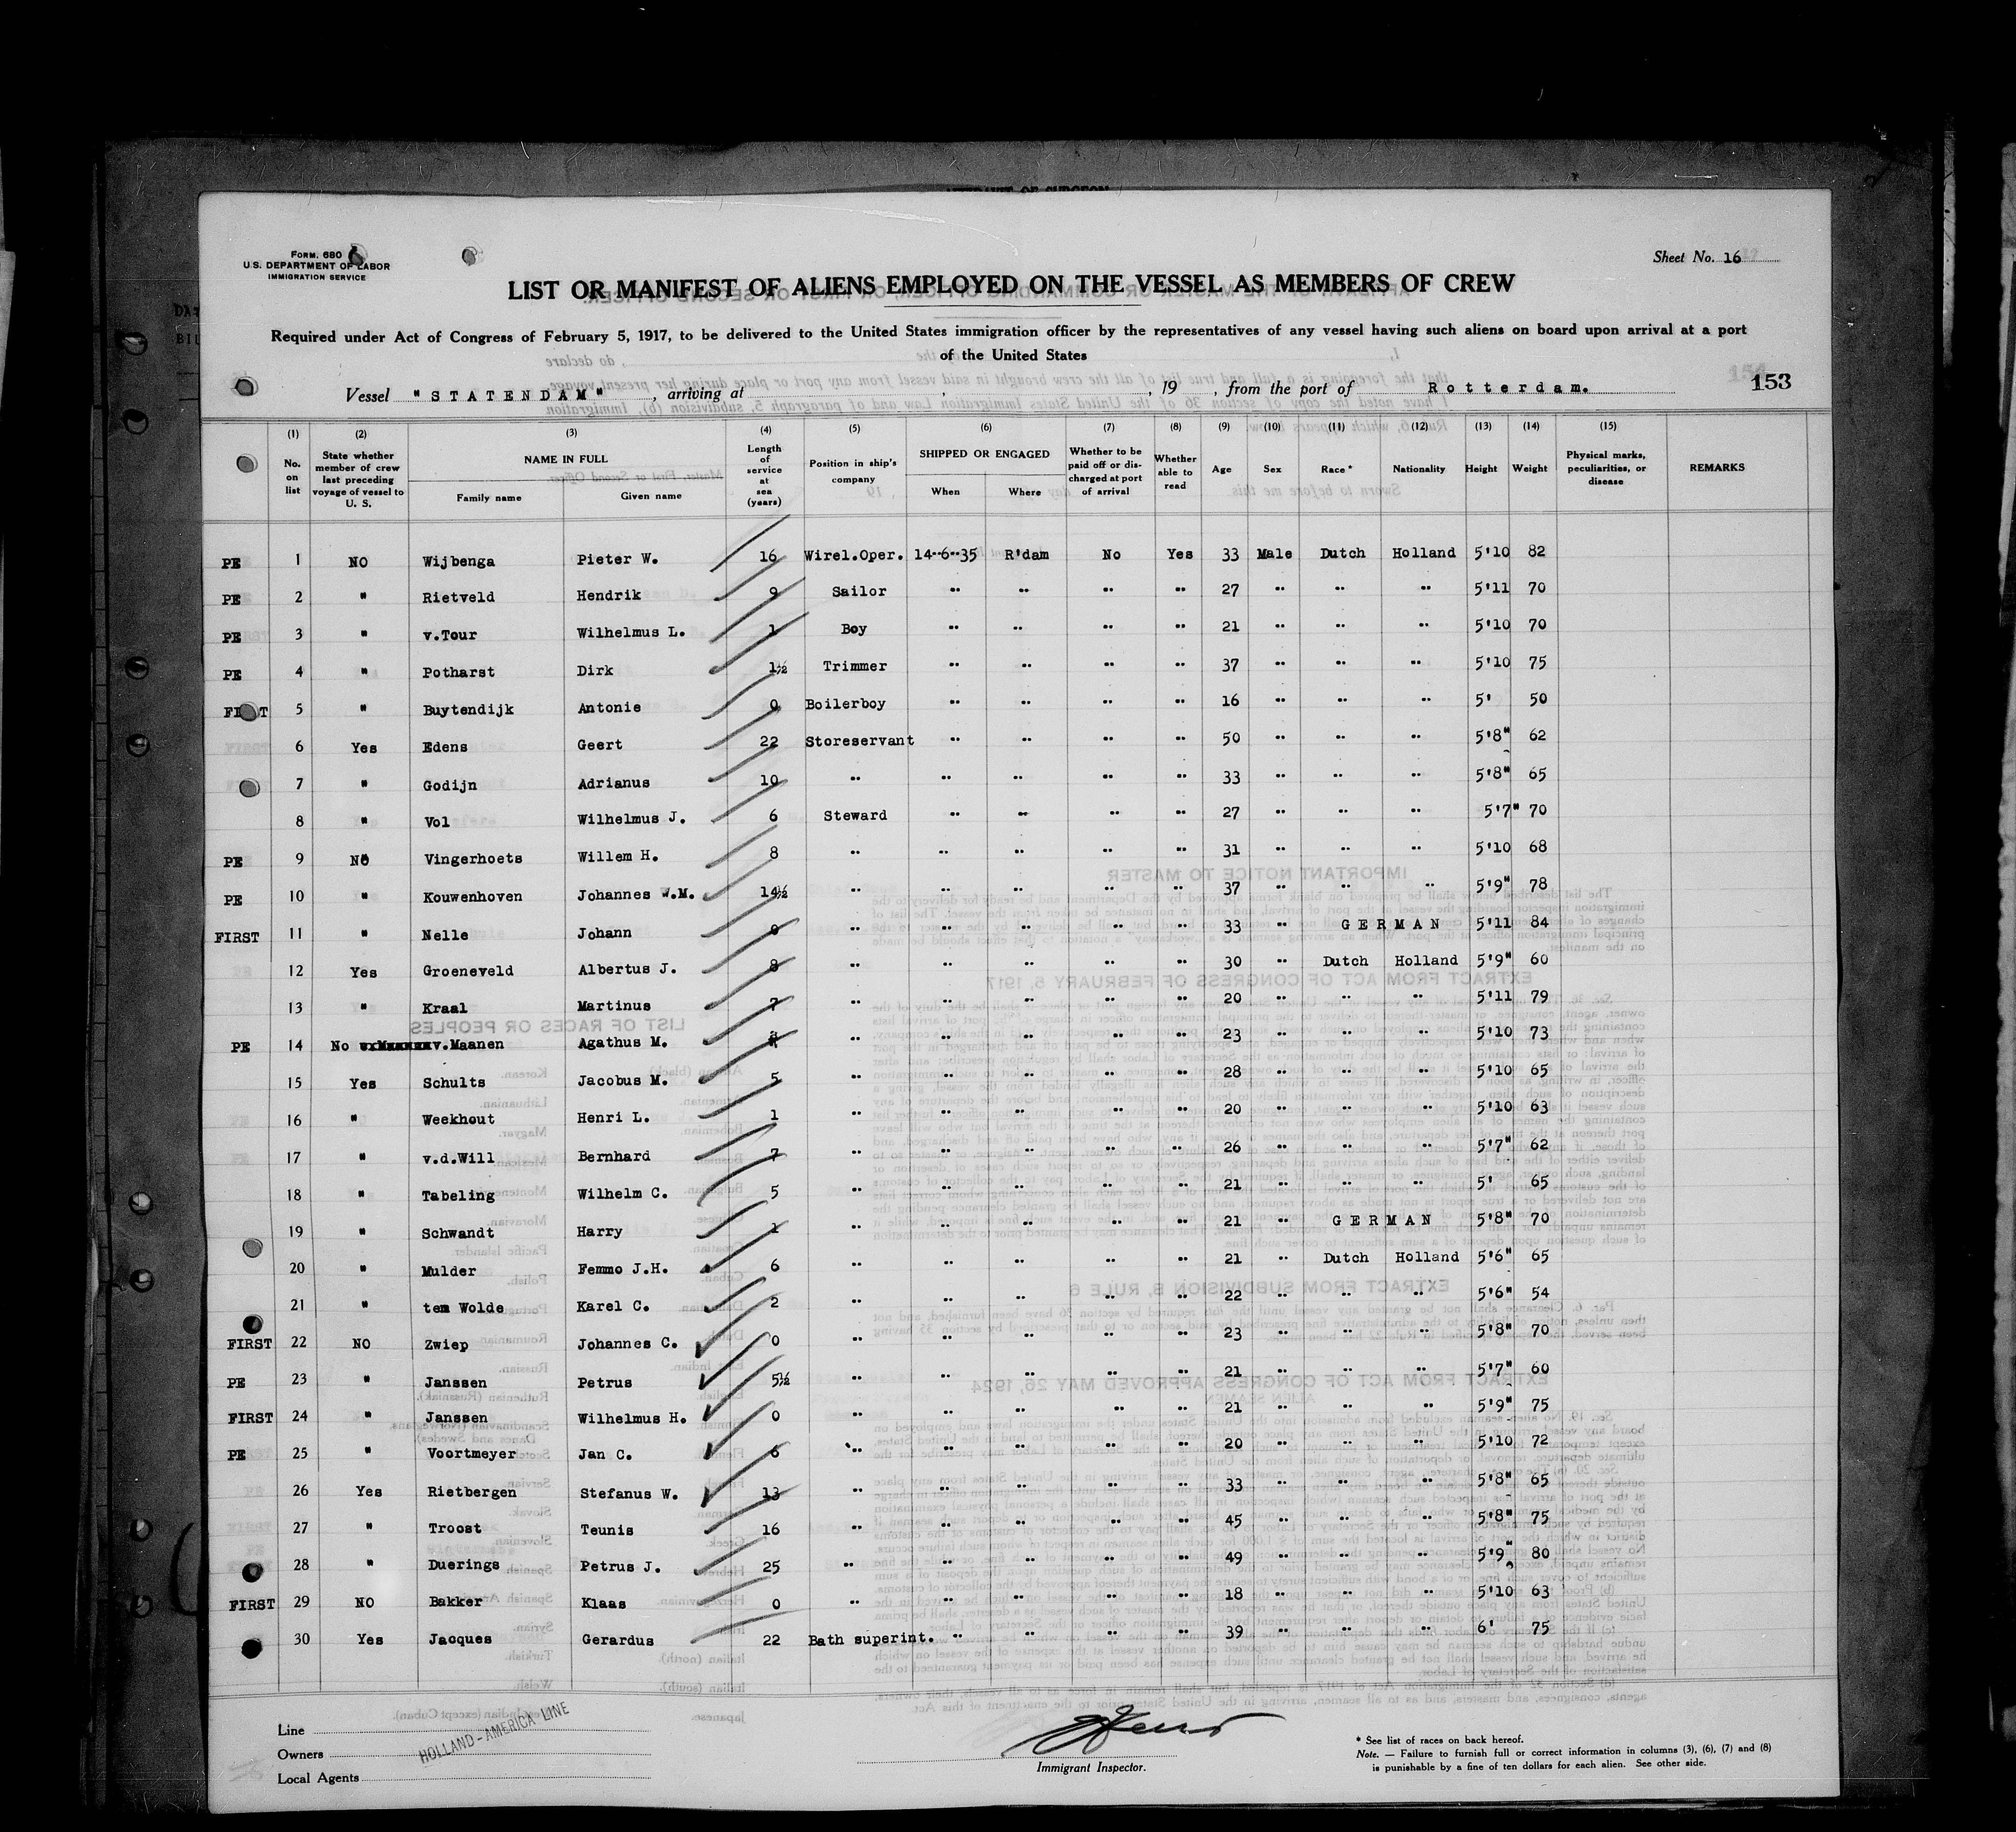 FORM. 680
U.S. DEPARTMENT OF LABOR
IMMIGRATION SERVICE
Sheet No. 16
LIST OR MANIFEST OF ALIENS EMPLOYED ON THE VESSEL AS MEMBERS OF CREW
Required under Act of Congress of February 5, 1917, to be delivered to the United States immigration officer by the representatives of any vessel having such aliens on board upon arrival at a port
of the United States
153
Vessel "STATENDAM", arriving at , , 19 , from the port of Rotterdam.
(1) (2) (3) (4) (5) (6) (7) (8) (9) (10) (11) (12) (13) (14) (15)
No. on list State whether member of crew last preceding voyage of vessel to U. S. NAME IN FULL Family name Given name Length of service at sea (years) Position in ship's company SHIPPED OR ENGAGED When Where Whether to be paid off or discharged at port of arrival Whether able to read Age Sex Race* Nationality Height Weight Physical marks, peculiarities, or disease REMARKS
PE 1 NO Wijbenga Pieter W. 16 Wirel.Oper. 14-6-35 R'dam No Yes 33 Male Dutch Holland 5'10 82
PE 2 " Rietveld Hendrik 9 Sailor " " " " 27 " " " 5'11 70
PE 3 " v.Tour Wilhelmus L. 1 Boy " " " " 21 " " " 5'10 70
PE 4 " Potharst Dirk 1½ Trimmer " " " " 37 " " " 5'10 75
FIRST 5 " Buytendijk Antonie 0 Boilerboy " " " " 16 " " " 5' 50
6 Yes Edens Geert 22 Storeservant " " " " 50 " " " 5'8" 62
7 " Godijn Adrianus 10 " " " " " 33 " " " 5'8" 65
8 " Vol Wilhelmus J. 6 Steward " " " " 27 " " " 5'7" 70
PE 9 NO Vingerhoets Willem H. 8 " " " " " 31 " " " 5'10 68
PE 10 " Kouwenhoven Johannes W.M. 14½ " " " " " 37 " " " 5'9" 78
FIRST 11 " Nelle Johann 0 " " " " " 33 " GERMAN 5'11 84
12 Yes Groeneveld Albertus J. 8 " " " " " 30 " Dutch Holland 5'9" 60
13 " Kraal Martinus 7 " " " " " 20 " " " 5'11 79
PE 14 No v.Maanen Agathus M. " " " " " 23 " " " 5'10 73
15 Yes Schults Jacobus M. 5 " " " " " 28 " " " 5'10 65
16 " Weekhout Henri L. 1 " " " " " 20 " " " 5'10 63
17 " v.d.Will Bernhard 7 " " " " " 26 " " " 5'7" 62
18 " Tabeling Wilhelm C. 5 " " " " " 21 " " " 5' 65
19 " Schwandt Harry 1 " " " " " 21 " GERMAN 5'8" 70
20 " Mulder Femmo J.H. 6 " " " " " 21 " Dutch Holland 5'6" 65
21 " tem Wolde Karel C. 2 " " " " " 22 " " " 5'6" 54
FIRST 22 NO Zwiep Johannes C. 0 " " " " " 23 " " " 5'8" 70
PE 23 " Janssen Petrus 5½ " " " " " 21 " " " 5'7" 60
FIRST 24 " Janssen Wilhelmus H. 0 " " " " " 21 " " " 5'9" 75
PE 25 " Voortmeyer Jan C. 6 " " " " " 20 " " " 5'10 72
26 Yes Rietbergen Stefanus W. 13 " " " " " 33 " " " 5'8" 65
27 " Troost Teunis 16 " " " " " 45 " " " 5'8" 75
28 " Duerings Petrus J. 25 " " " " " 49 " " " 5'9" 80
FIRST 29 NO Bakker Klaas 0 " " " " " 18 " " " 5'10 63
30 Yes Jacques Gerardus 22 Bath superint. " " " " 39 " " " 6' 75
Line
Owners HOLLAND-AMERICA LINE
Local Agents
Immigrant Inspector.
* See list of races on back hereof.
Note. — Failure to furnish full or correct information in columns (3), (6), (7) and (8)
is punishable by a fine of ten dollars for each alien. See other side.